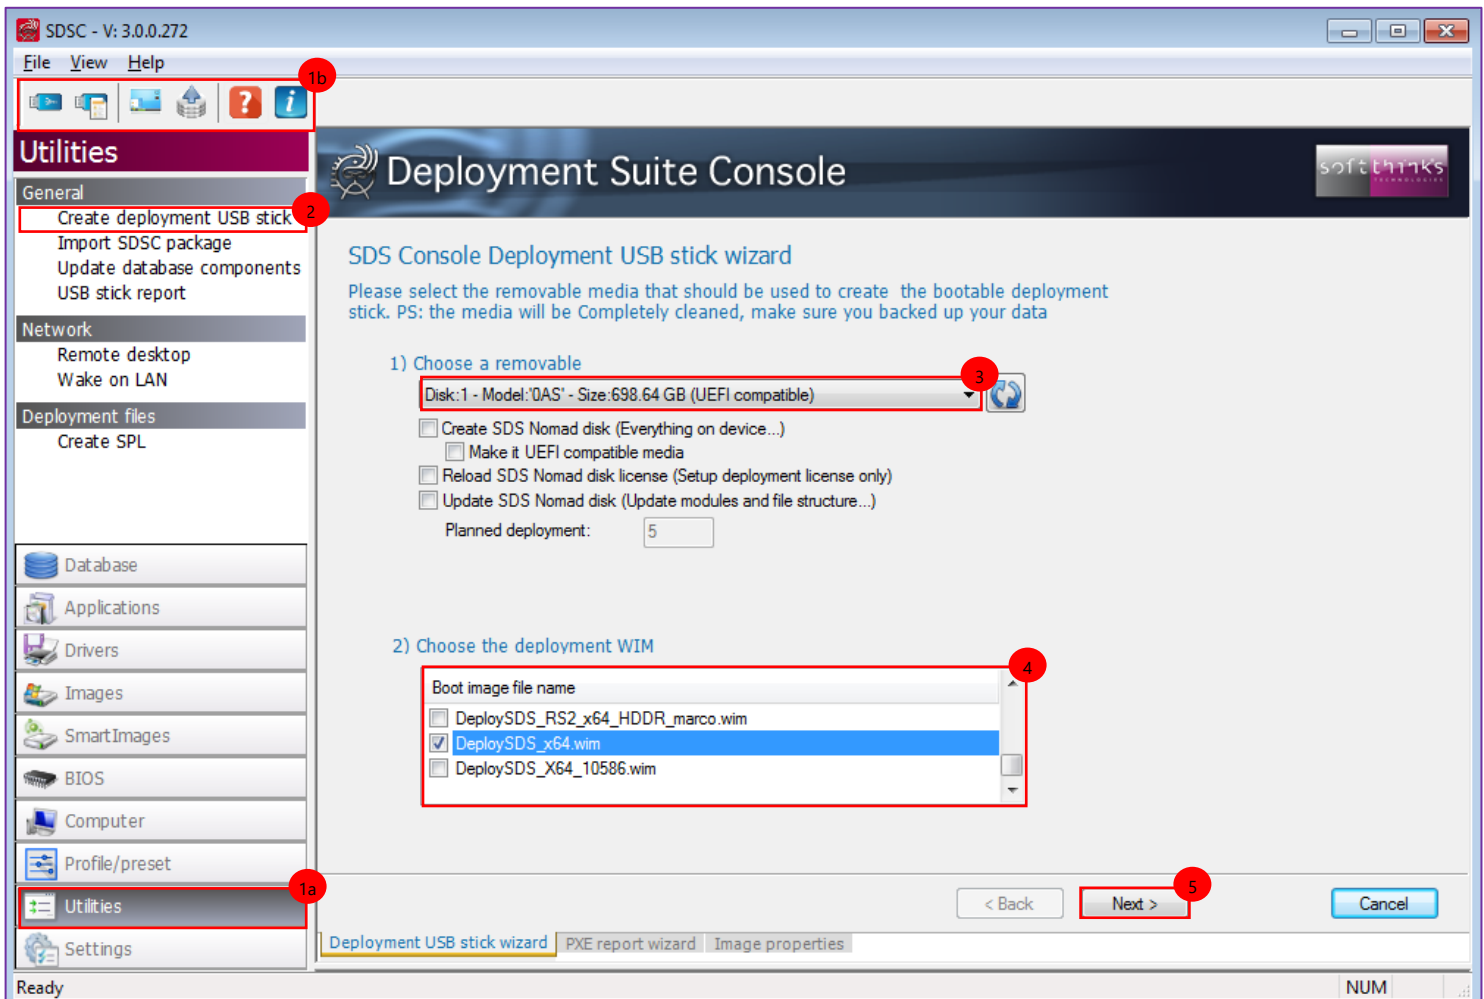 SDSC - V: 3.0.0.272
File View Help
1b
Utilities
General
Create deployment USB stick
2
Import SDSC package
Update database components
USB stick report
Network
Remote desktop
Wake on LAN
Deployment files
Create SPL
Database
Applications
Drivers
Images
SmartImages
BIOS
Computer
Profile/preset
1a
Utilities
Settings
Deployment Suite Console
softthinks
TECHNOLOGIES
SDS Console Deployment USB stick wizard
Please select the removable media that should be used to create the bootable deployment
stick. PS: the media will be Completely cleaned, make sure you backed up your data
1) Choose a removable
3
Disk:1 - Model:'0AS' - Size:698.64 GB (UEFI compatible)
Create SDS Nomad disk (Everything on device...)
Make it UEFI compatible media
Reload SDS Nomad disk license (Setup deployment license only)
Update SDS Nomad disk (Update modules and file structure...)
Planned deployment: 5
2) Choose the deployment WIM
4
Boot image file name
DeploySDS_RS2_x64_HDDR_marco.wim
DeploySDS_x64.wim
DeploySDS_X64_10586.wim
5
< Back Next > Cancel
Deployment USB stick wizard PXE report wizard Image properties
Ready NUM